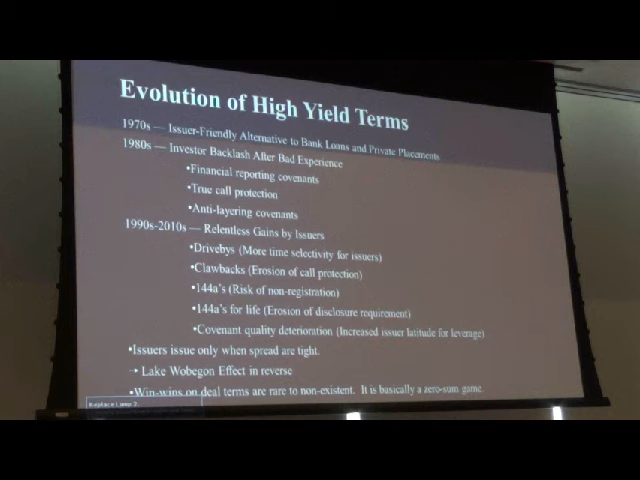 Evolution of High Yield Terms
1970s — Issuer-Friendly Alternative to Bank Loans and Private Placements
1980s — Investor Backlash After Bad Experience
•Financial reporting covenants
•True call protection
•Anti-layering covenants
1990s-2010s — Relentless Gains by Issuers
•Drivebys (More time selectivity for issuers)
•Clawbacks (Erosion of call protection)
•144a's (Risk of non-registration)
•144a's for life (Erosion of disclosure requirement)
•Covenant quality deterioration (Increased issuer latitude for leverage)
•Issuers issue only when spread are tight.
Lake Wobegon Effect in reverse
•Win-wins on deal terms are rare to non-existent. It is basically a zero-sum game.
Replace Lamp 2.